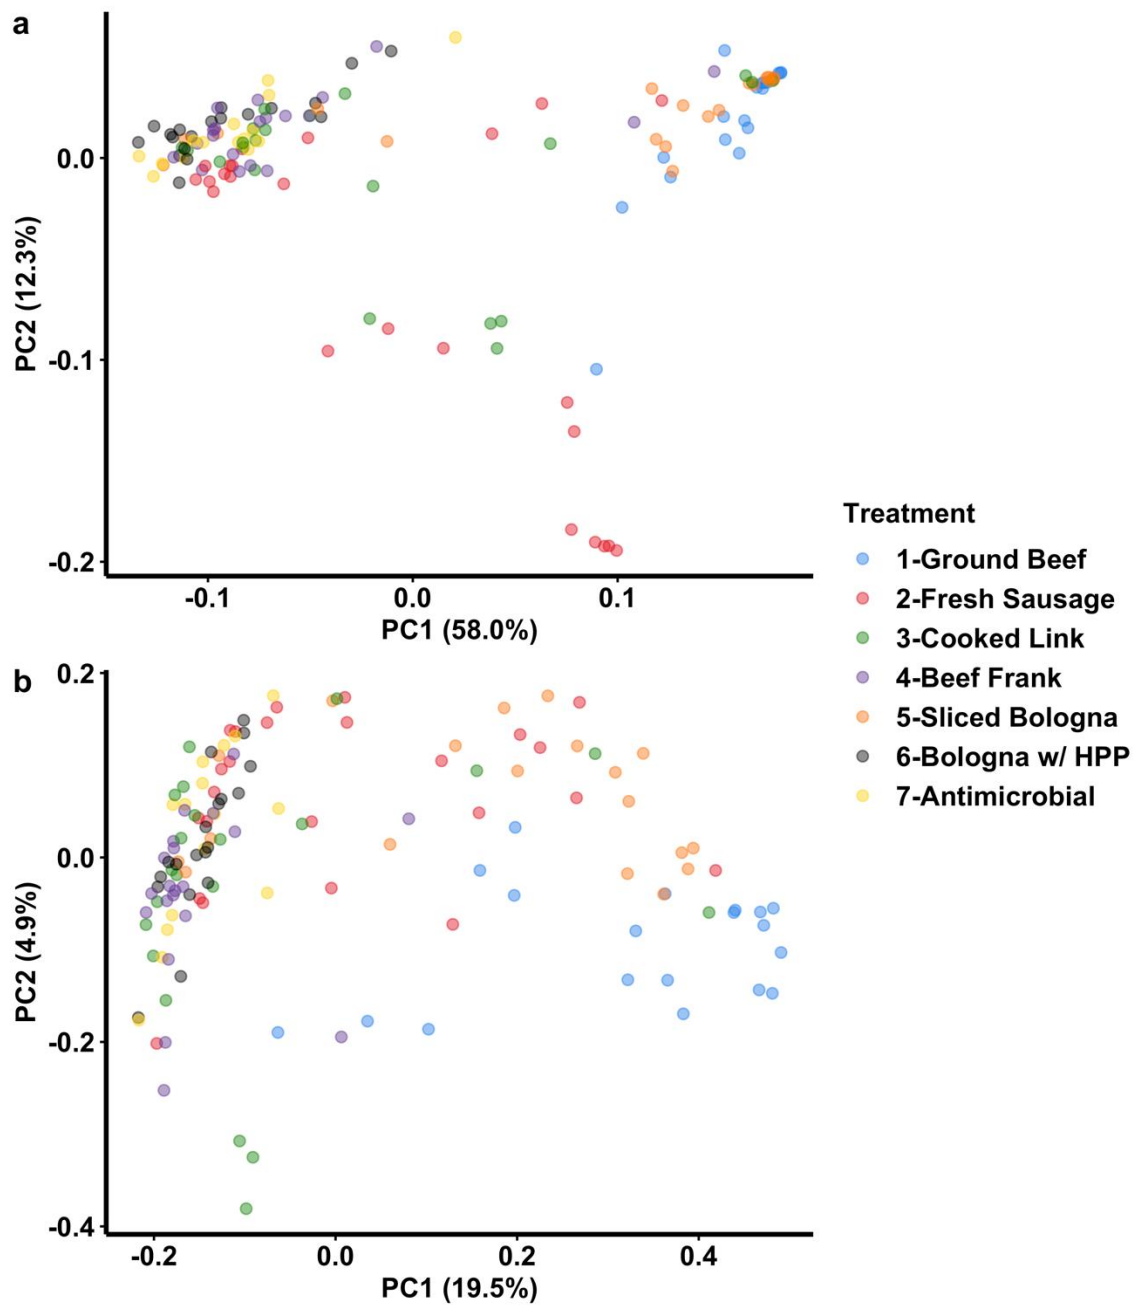 a
0.0
-0.1
-0.2
PC2 (12.3%)
-0.1
0.0
0.1
PC1 (58.0%)
Treatment
1-Ground Beef
2-Fresh Sausage
3-Cooked Link
4-Beef Frank
5-Sliced Bologna
6-Bologna w/ HPP
7-Antimicrobial
b
0.2
0.0
-0.2
-0.4
PC2 (4.9%)
-0.2
0.0
0.2
0.4
PC1 (19.5%)